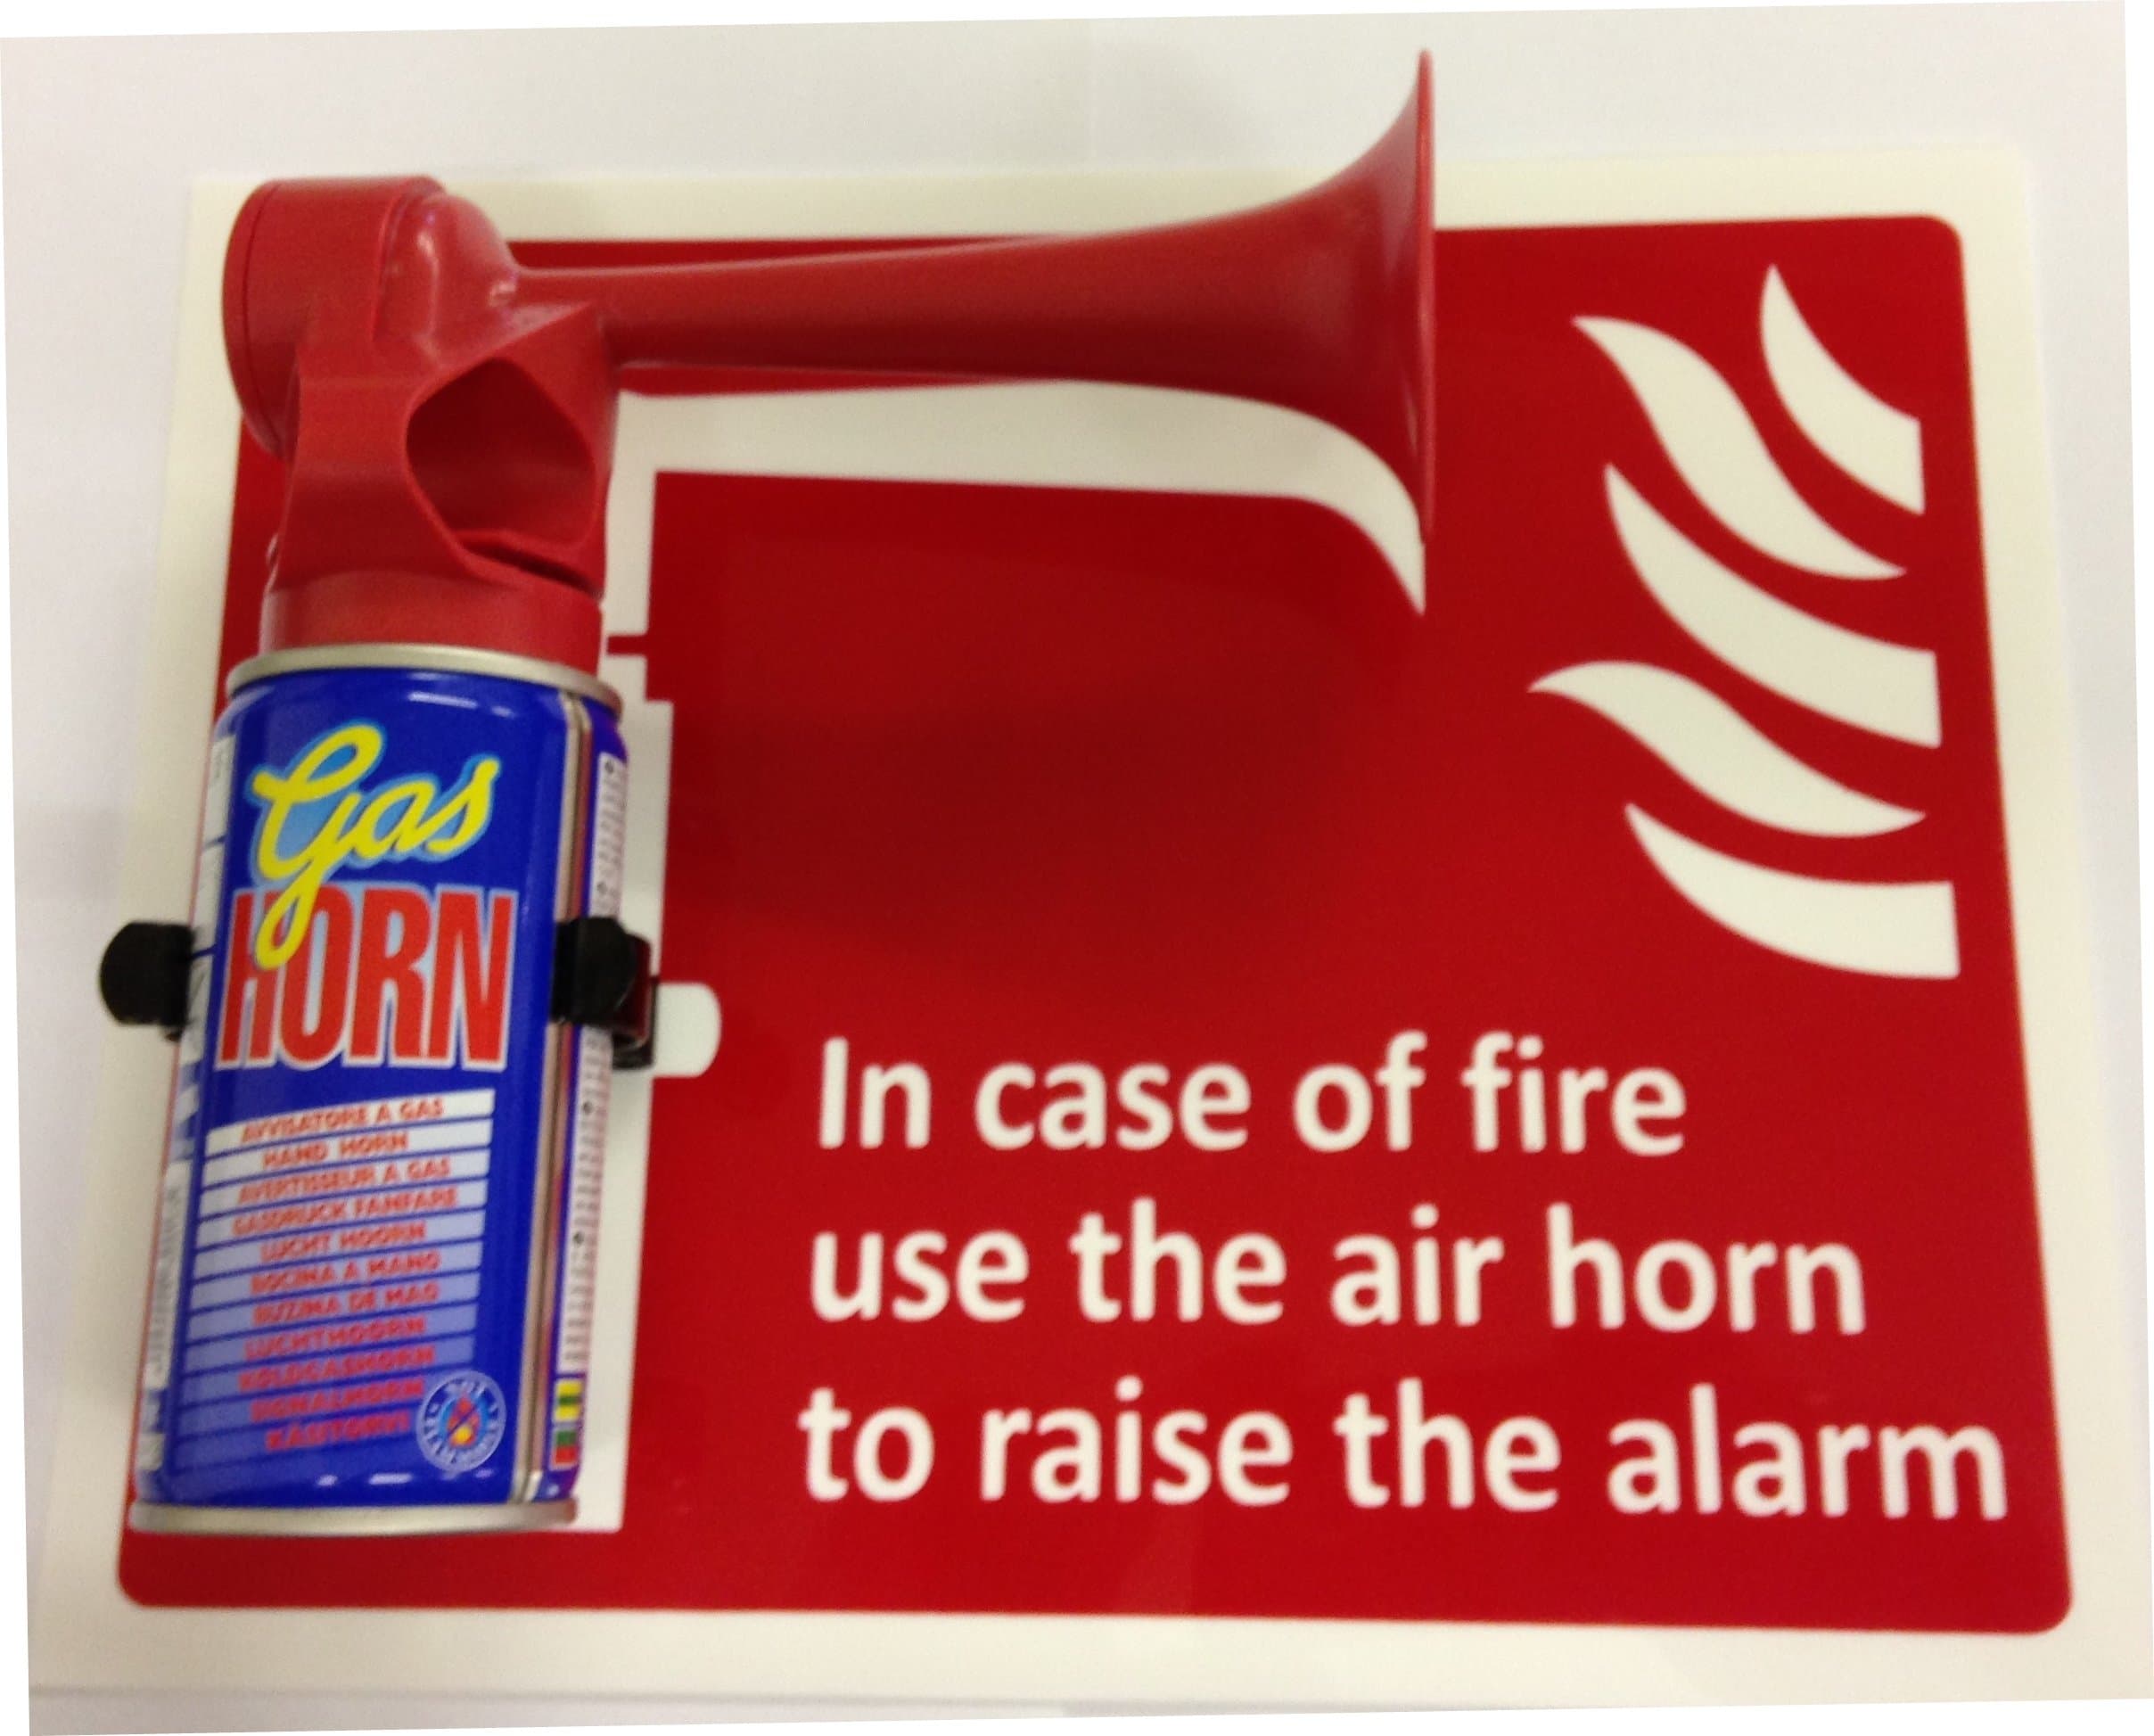 Gas
HORN
AVVISATORE A GAS
HAND HORN
AVERTISSEUR A GAS
GASDRUCK FANFARE
LUCHT HOORN
BOCINA A MANO
BUZINA DE MAO
LUCHTHOORN
KOLDGASHORN
SIGNALHORN
In case of fire
use the air horn
to raise the alarm